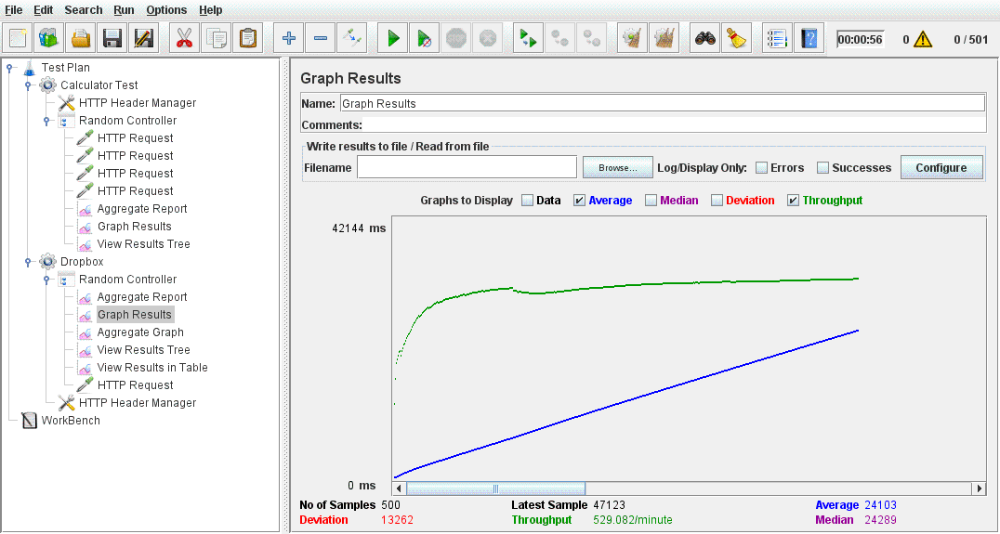 File Edit Search Run Options Help
00:00:56 0 0 / 501
Test Plan
Calculator Test
HTTP Header Manager
Random Controller
HTTP Request
HTTP Request
HTTP Request
HTTP Request
Aggregate Report
Graph Results
View Results Tree
Dropbox
Random Controller
Aggregate Report
Graph Results
Aggregate Graph
View Results Tree
View Results in Table
HTTP Request
HTTP Header Manager
WorkBench
Graph Results
Name: Graph Results
Comments:
Write results to file / Read from file
Filename Browse... Log/Display Only: Errors Successes Configure
Graphs to Display Data Average Median Deviation Throughput
42144 ms
0 ms
No of Samples 500 Latest Sample 47123 Average 24103
Deviation 13262 Throughput 529.082/minute Median 24289